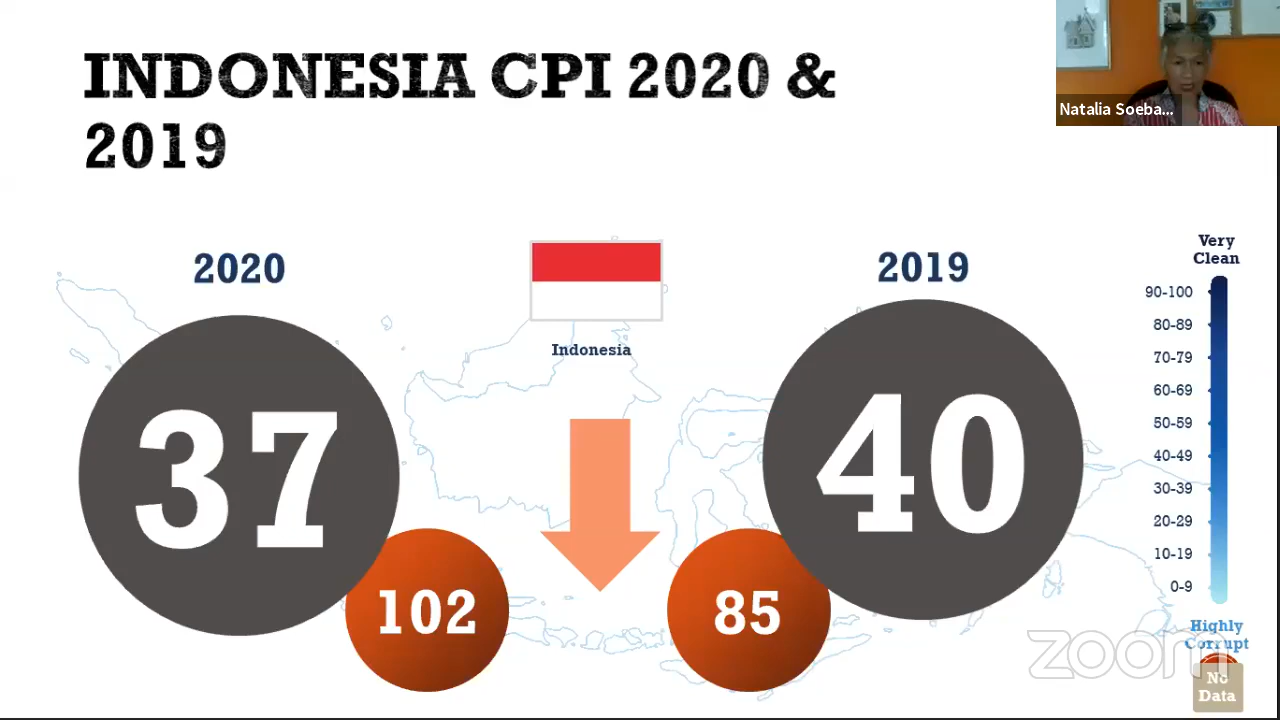 INDONESIA CPI 2020 &
2019
Natalia Soeba...
2020
2019
Indonesia
37
40
102
85
Very
Clean
90-100
80-89
70-79
60-69
50-59
40-49
30-39
20-29
10-19
0-9
Highly
Corrupt
No
Data
zoom